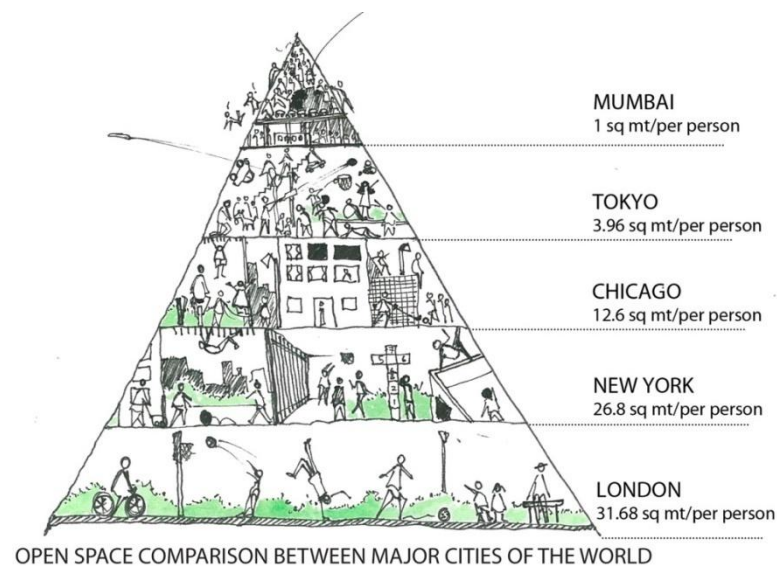 MUMBAI
1 sq mt/per person
TOKYO
3.96 sq mt/per person
CHICAGO
12.6 sq mt/per person
NEW YORK
26.8 sq mt/per person
LONDON
31.68 sq mt/per person
OPEN SPACE COMPARISON BETWEEN MAJOR CITIES OF THE WORLD